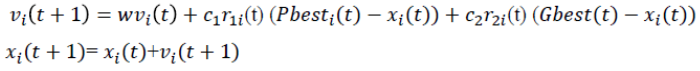 vᵢ(t + 1) = wvᵢ(t) + c₁r₁ᵢ(t) (Pbestᵢ(t) − xᵢ(t)) + c₂r₂ᵢ(t) (Gbest(t) − xᵢ(t))
xᵢ(t + 1)= xᵢ(t)+vᵢ(t + 1)